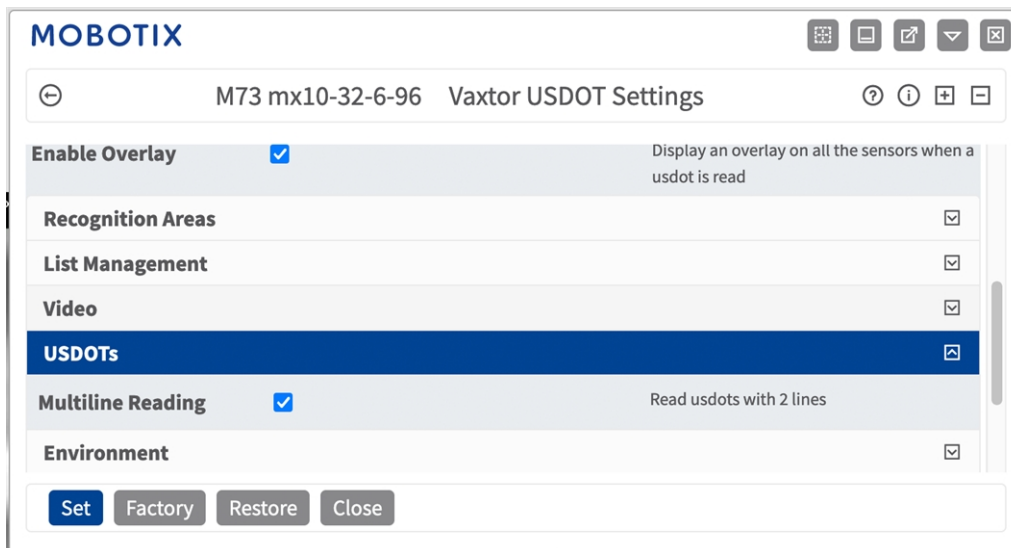 MOBOTIX
M73 mx10-32-6-96 Vaxtor USDOT Settings
Enable Overlay
Display an overlay on all the sensors when a
usdot is read
Recognition Areas
List Management
Video
USDOTs
Multiline Reading
Read usdots with 2 lines
Environment
Set Factory Restore Close